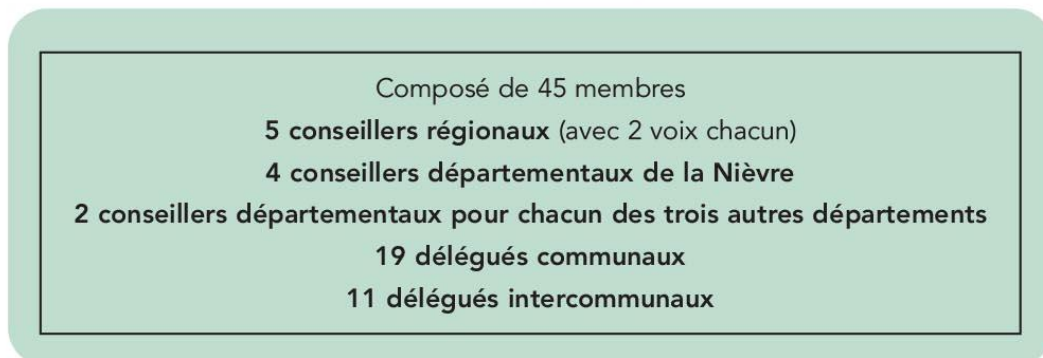 Composé de 45 membres
5 conseillers régionaux (avec 2 voix chacun)
4 conseillers départementaux de la Nièvre
2 conseillers départementaux pour chacun des trois autres départements
19 délégués communaux
11 délégués intercommunaux